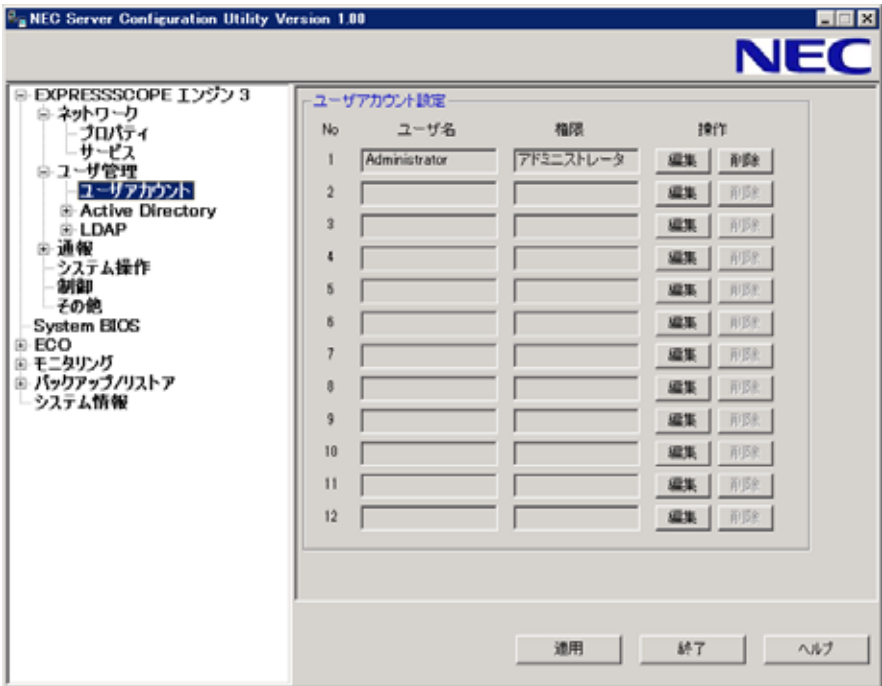 NEC Server Configuration Utility Version 1.00
NEC
EXPRESSSCOPE エンジン 3
ネットワーク
プロパティ
サービス
ユーザ管理
ユーザアカウント
Active Directory
LDAP
通報
システム操作
制御
その他
System BIOS
ECO
モニタリング
バックアップ/リストア
システム情報
ユーザアカウント設定
No ユーザ名 権限 操作
1 Administrator アドミニストレータ 編集 削除
2 編集 削除
3 編集 削除
4 編集 削除
5 編集 削除
6 編集 削除
7 編集 削除
8 編集 削除
9 編集 削除
10 編集 削除
11 編集 削除
12 編集 削除
適用 終了 ヘルプ